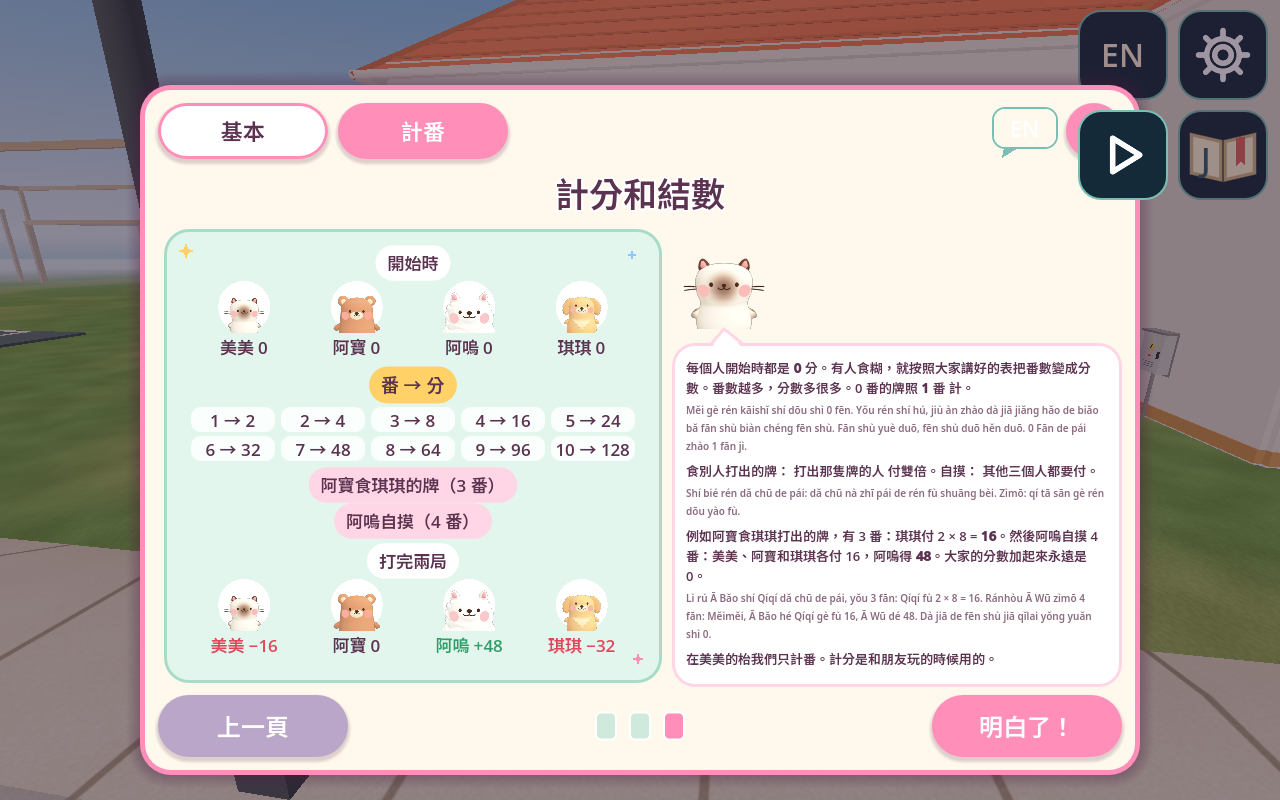 EN
基本
計番
EN
計分和結數
開始時
美美 0
阿寶 0
阿嗚 0
琪琪 0
番 → 分
1 → 2
2 → 4
3 → 8
4 → 16
5 → 24
6 → 32
7 → 48
8 → 64
9 → 96
10 → 128
阿寶食琪琪的牌（3 番）
阿嗚自摸（4 番）
打完兩局
美美 −16
阿寶 0
阿嗚 +48
琪琪 −32
每個人開始時都是 0 分。有人食糊，就按照大家講好的表把番數變成分
數。番數越多，分數多很多。0 番的牌照 1 番 計。
Měi gè rén kāishǐ shí dōu shì 0 fēn. Yǒu rén shí hú, jiù àn zhào dà jiā jiǎng hǎo de biǎo
bǎ fān shù biàn chéng fēn shù. Fān shù yuè duō, fēn shù duō hěn duō. 0 Fān de pái
zhào 1 fān jì.
食別人打出的牌： 打出那隻牌的人 付雙倍。自摸： 其他三個人都要付。
Shí bié rén dǎ chū de pái: dǎ chū nà zhī pái de rén fù shuāng bèi. Zìmō: qí tā sān gè rén
dōu yào fù.
例如阿寶食琪琪打出的牌，有 3 番：琪琪付 2 × 8 = 16。然後阿嗚自摸 4
番：美美、阿寶和琪琪各付 16，阿嗚得 48。大家的分數加起來永遠是
0。
Lì rú Ā Bǎo shí Qíqí dǎ chū de pái, yǒu 3 fān: Qíqí fù 2 × 8 = 16. Ránhòu Ā Wū zìmō 4
fān: Měiměi, Ā Bǎo hé Qíqí gè fù 16, Ā Wū dé 48. Dà jiā de fēn shù jiā qǐlai yǒng yuǎn
shì 0.
在美美的枱我們只計番。計分是和朋友玩的時候用的。
上一頁
明白了！